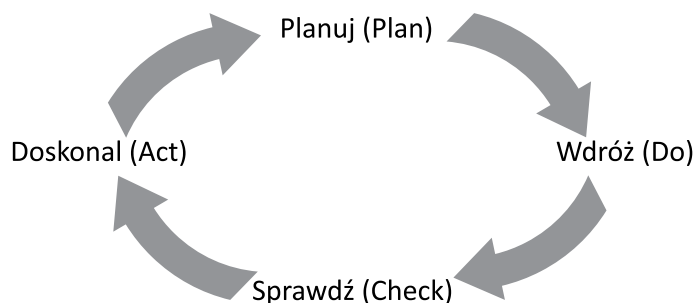 Planuj (Plan)
Doskonal (Act)
Wdróż (Do)
Sprawdź (Check)